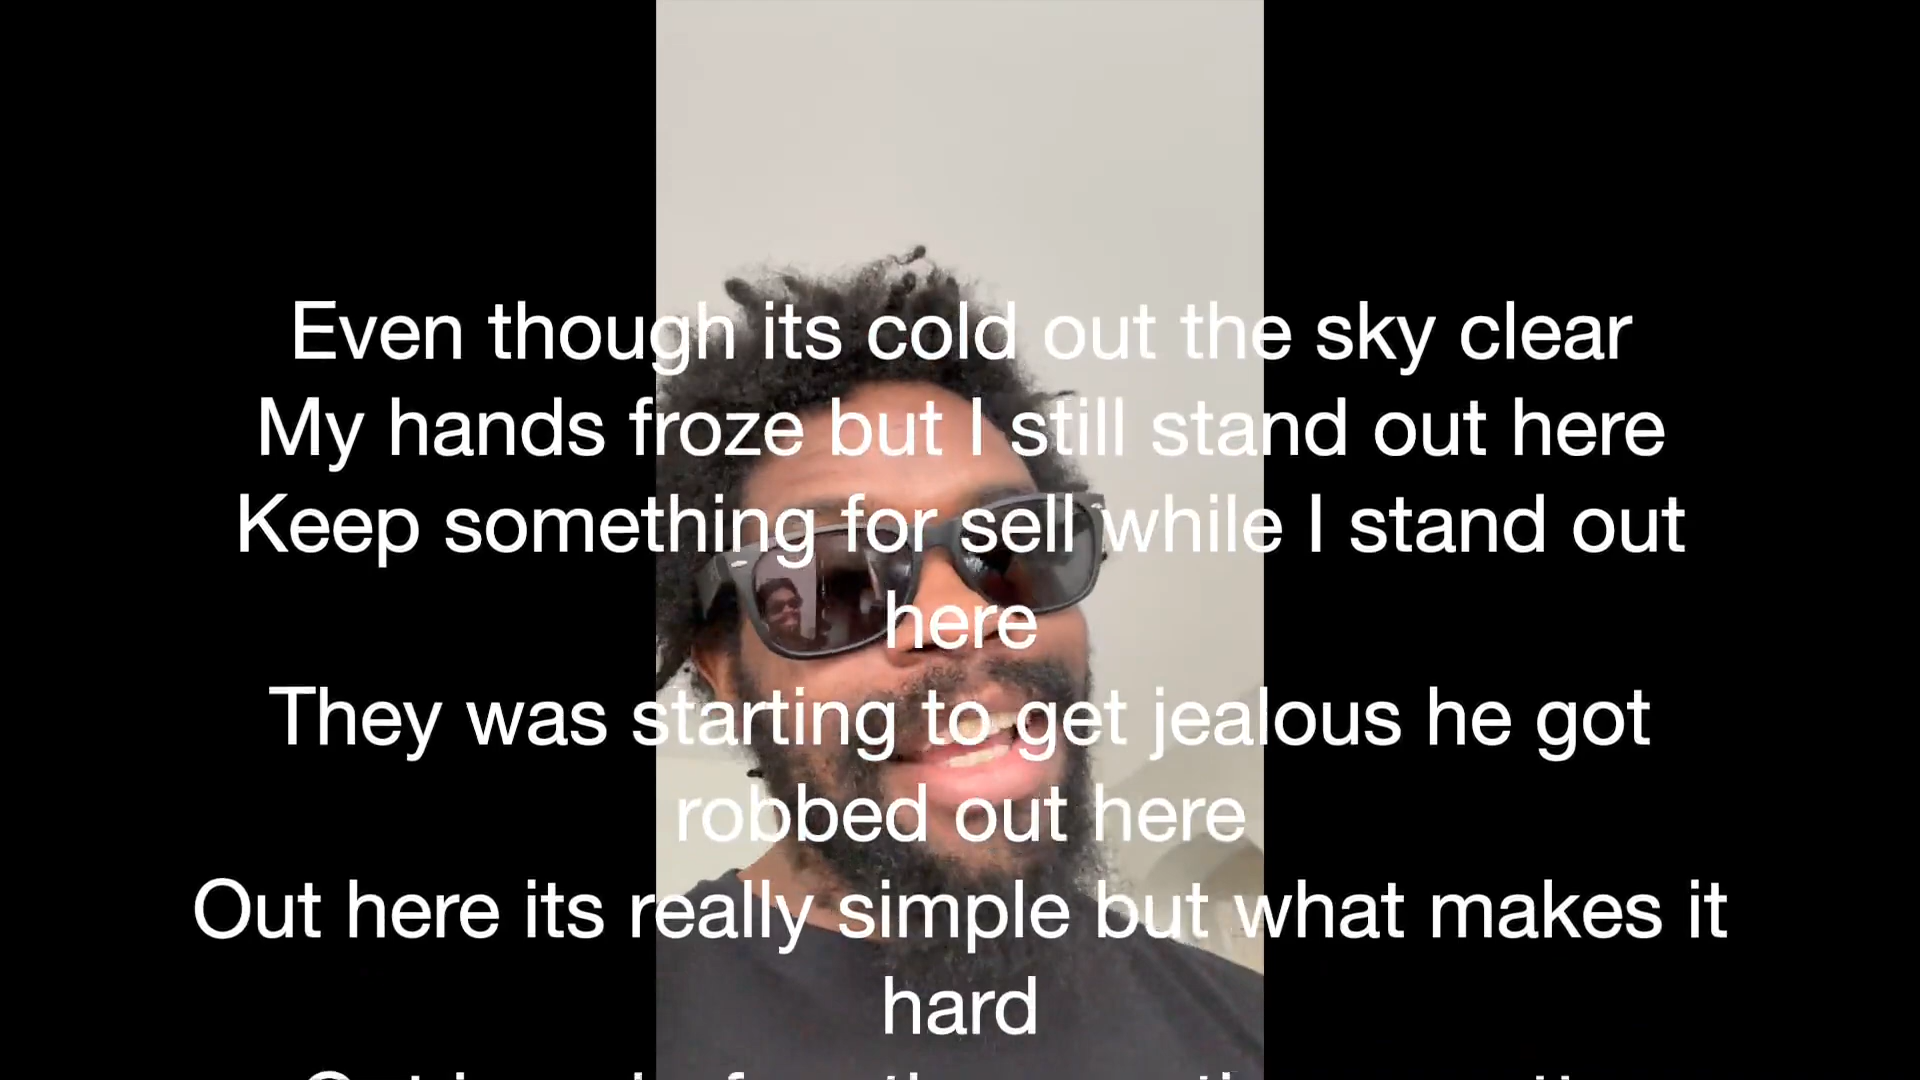 Even though its cold out the sky clear
My hands froze but I still stand out here
Keep something for sell while I stand out
here
They was starting to get jealous he got
robbed out here
Out here its really simple but what makes it
hard